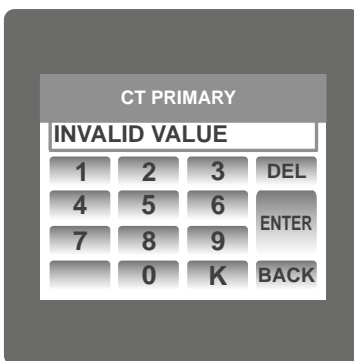 CT PRIMARY
INVALID VALUE
1 2 3 DEL
4 5 6 ENTER
7 8 9
0 K BACK